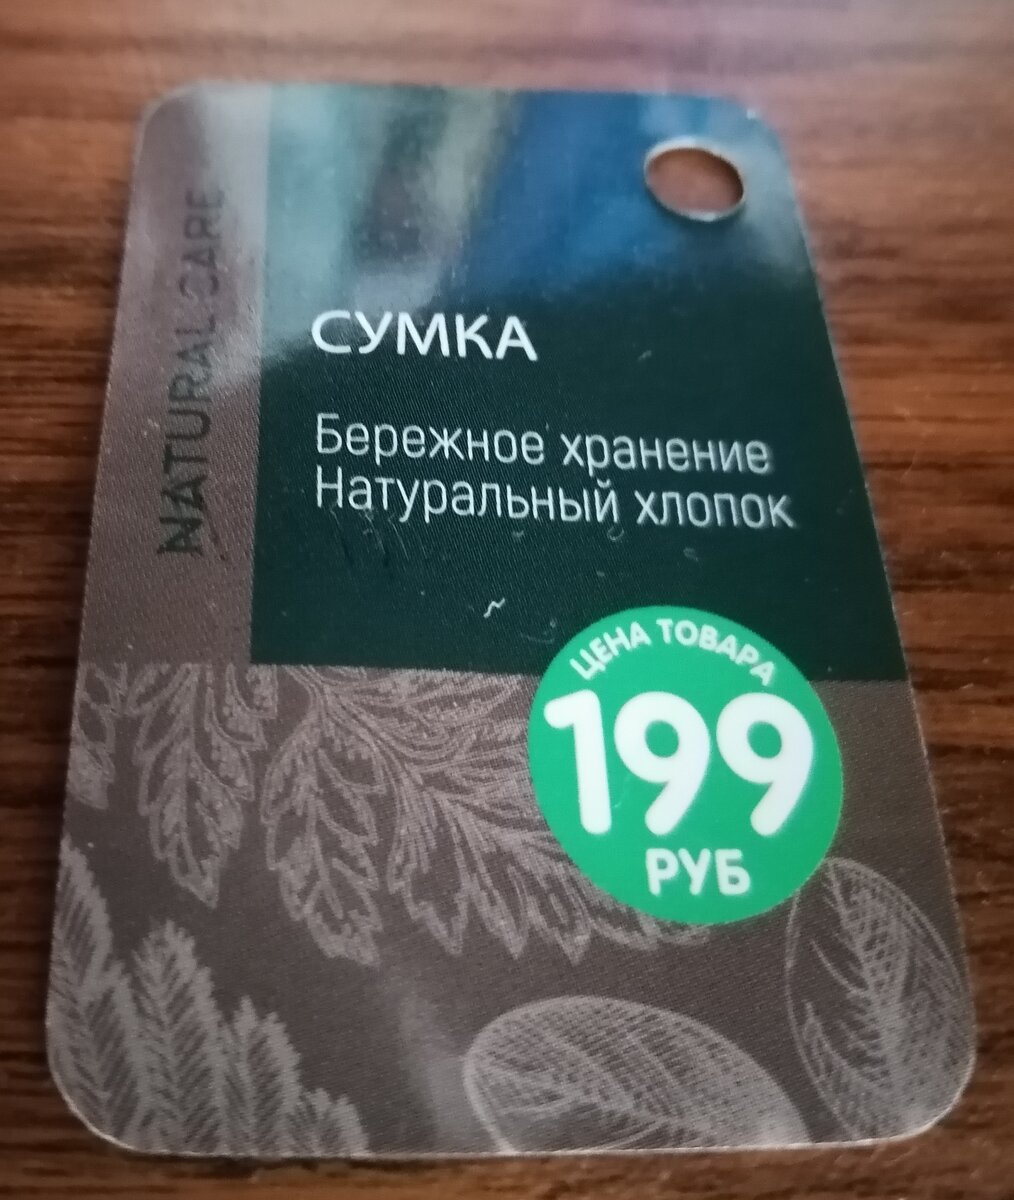 NATURAL CARE
СУМКА
Бережное хранение
Натуральный хлопок
ЦЕНА ТОВАРА
199
РУБ